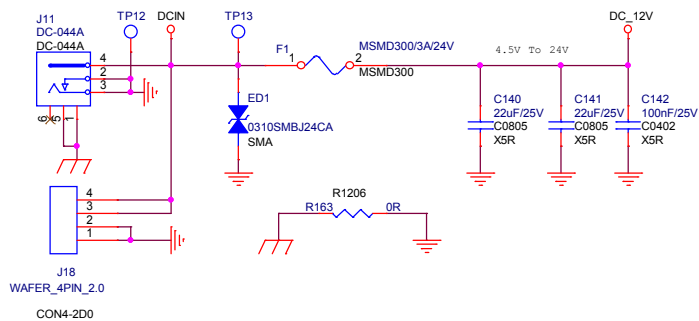 J11
DC-044A
DC-044A
TP12
DCIN
TP13
DC_12V
4
2
3
6
5
1
F1
1
2
MSMD300/3A/24V
MSMD300
4.5V To 24V
ED1
0310SMBJ24CA
SMA
C140
22uF/25V
C0805
X5R
C141
22uF/25V
C0805
X5R
C142
100nF/25V
C0402
X5R
4
3
2
1
J18
WAFER_4PIN_2.0
CON4-2D0
R1206
R163
0R